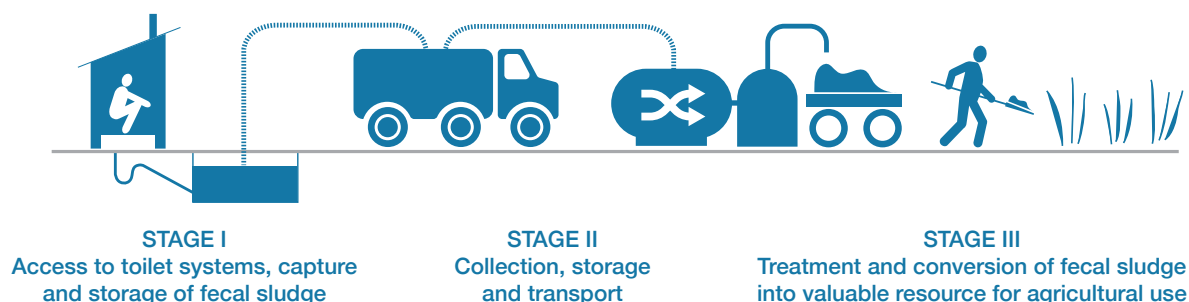 STAGE I
Access to toilet systems, capture
and storage of fecal sludge
STAGE II
Collection, storage
and transport
STAGE III
Treatment and conversion of fecal sludge
into valuable resource for agricultural use